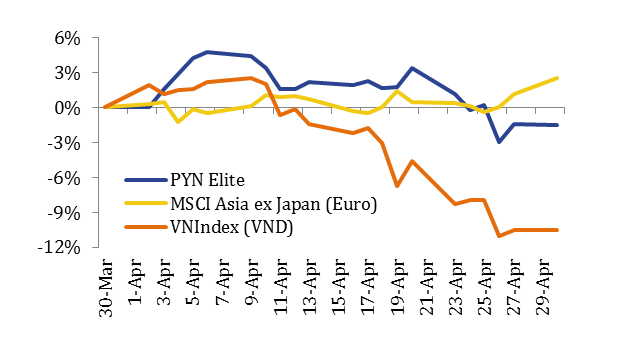 6%
3%
0%
-3%
-6%
-9%
-12%
PYN Elite
MSCI Asia ex Japan (Euro)
VNIndex (VND)
30-Mar
1-Apr
3-Apr
5-Apr
7-Apr
9-Apr
11-Apr
13-Apr
15-Apr
17-Apr
19-Apr
21-Apr
23-Apr
25-Apr
27-Apr
29-Apr